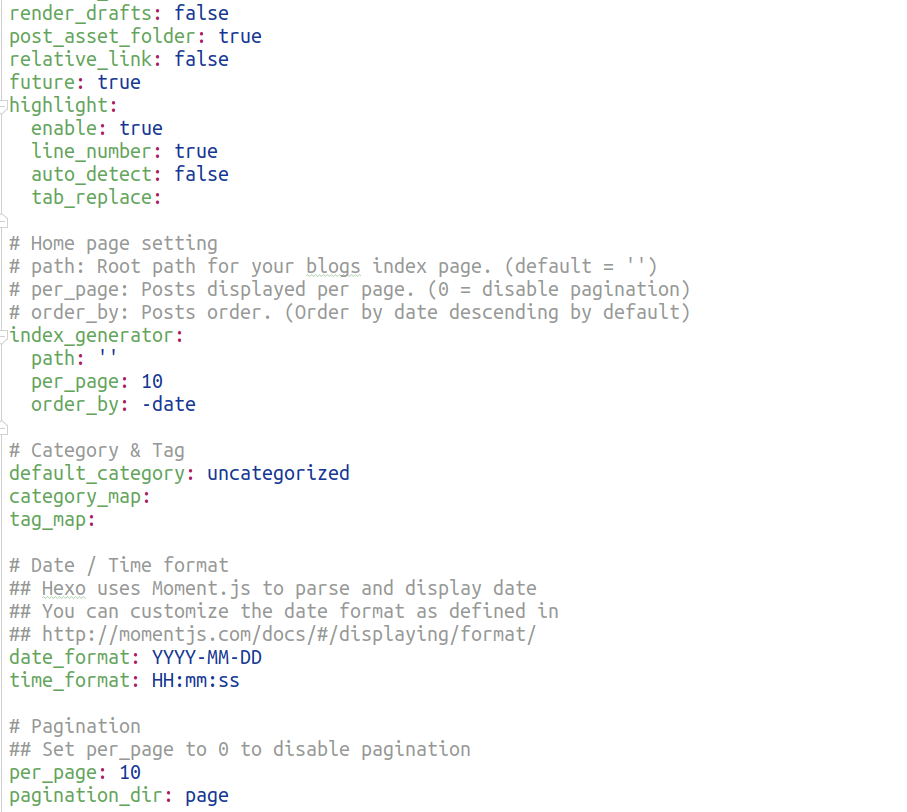 render_drafts: false
post_asset_folder: true
relative_link: false
future: true
highlight:
  enable: true
  line_number: true
  auto_detect: false
  tab_replace:

# Home page setting
# path: Root path for your blogs index page. (default = '')
# per_page: Posts displayed per page. (0 = disable pagination)
# order_by: Posts order. (Order by date descending by default)
index_generator:
  path: ''
  per_page: 10
  order_by: -date

# Category & Tag
default_category: uncategorized
category_map:
tag_map:

# Date / Time format
## Hexo uses Moment.js to parse and display date
## You can customize the date format as defined in
## http://momentjs.com/docs/#/displaying/format/
date_format: YYYY-MM-DD
time_format: HH:mm:ss

# Pagination
## Set per_page to 0 to disable pagination
per_page: 10
pagination_dir: page